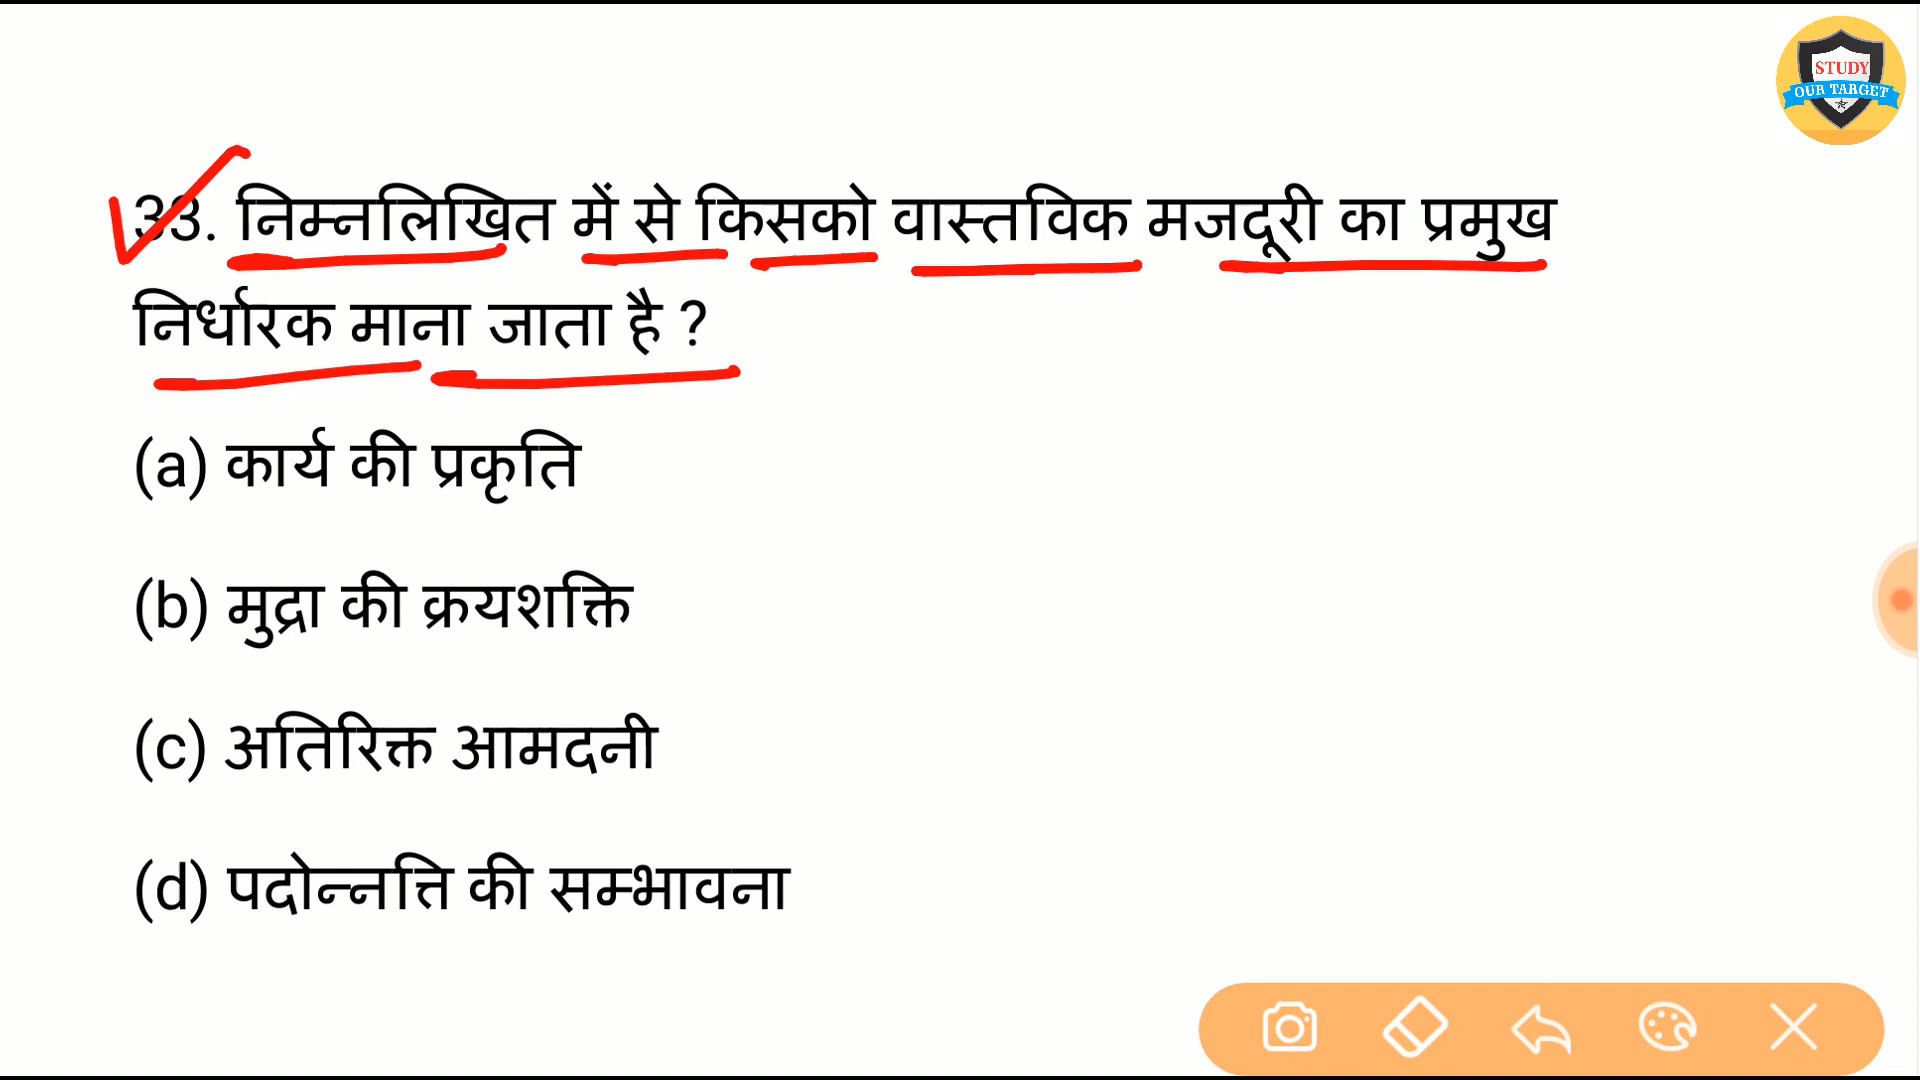 STUDY
OUR TARGET
33. निम्नलिखित में से किसको वास्तविक मजदूरी का प्रमुख
निर्धारक माना जाता है ?
(a) कार्य की प्रकृति
(b) मुद्रा की क्रयशक्ति
(c) अतिरिक्त आमदनी
(d) पदोन्नत्ति की सम्भावना